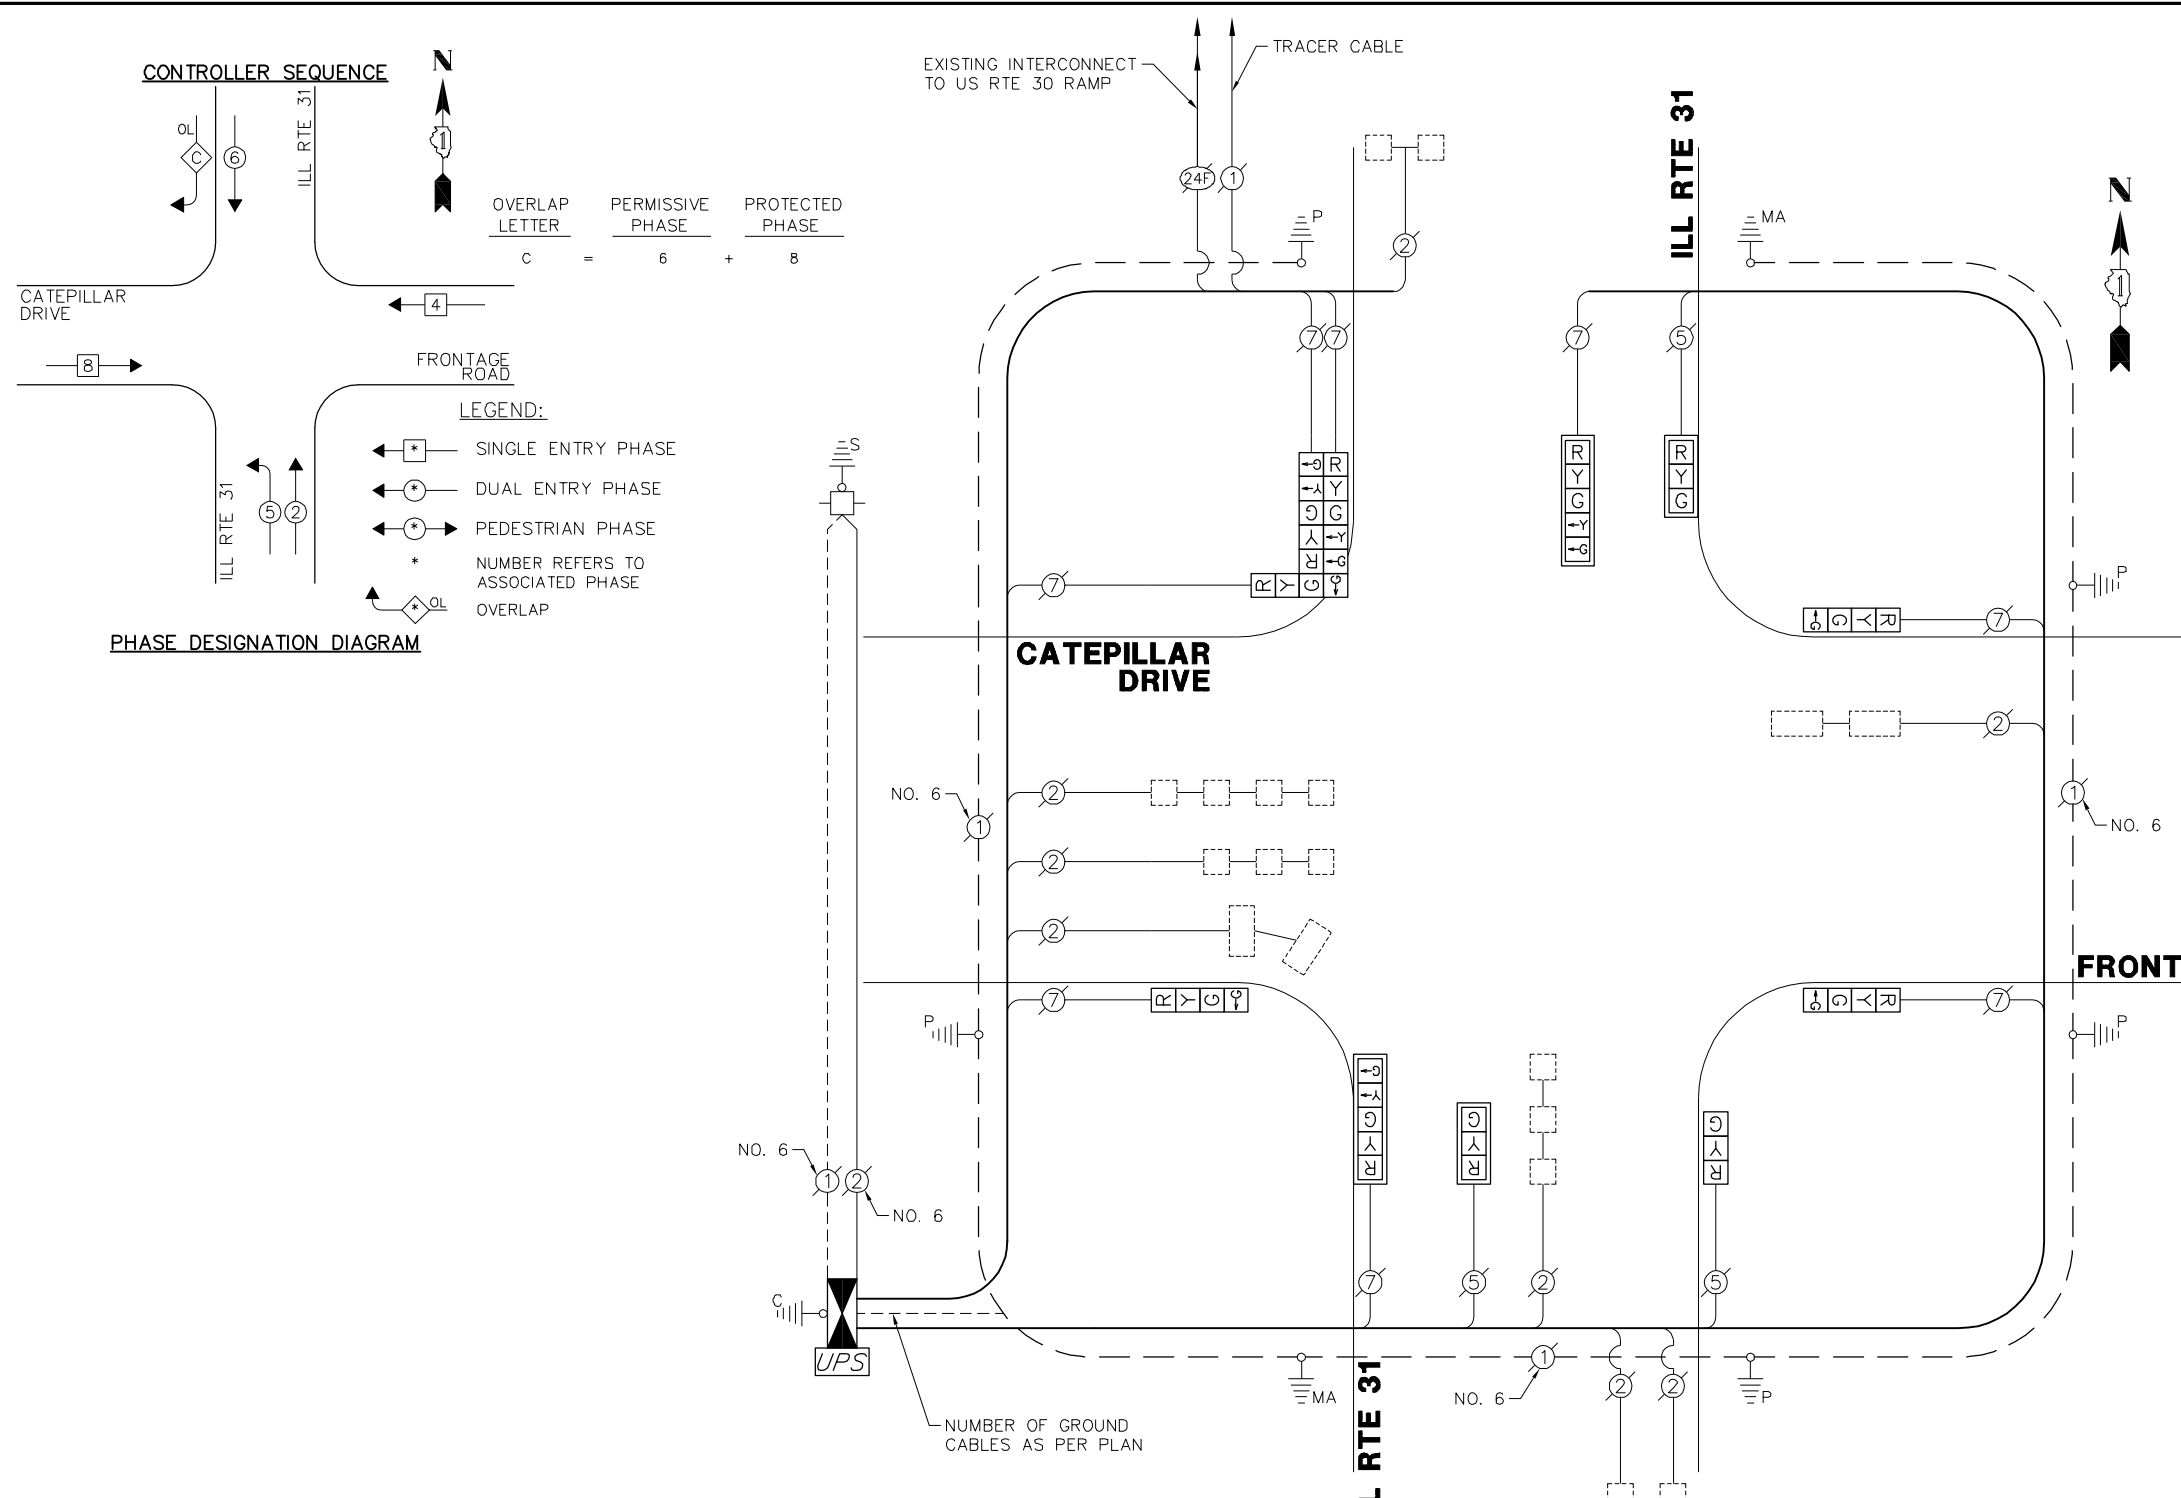 CONTROLLER SEQUENCE
N
1
ILL RTE 31
OL
C
6
OVERLAP LETTER
PERMISSIVE PHASE
PROTECTED PHASE
C = 6 + 8
CATEPILLAR
DRIVE
4
8
FRONTAGE
ROAD
ILL RTE 31
5
2
LEGEND:
* SINGLE ENTRY PHASE
* DUAL ENTRY PHASE
* PEDESTRIAN PHASE
* NUMBER REFERS TO
ASSOCIATED PHASE
* OL OVERLAP
PHASE DESIGNATION DIAGRAM
EXISTING INTERCONNECT
TO US RTE 30 RAMP
TRACER CABLE
24F
1
P
2
ILL RTE 31
MA
N
1
7
7
7
5
S
G
Y
G
Y
R
R
Y
G
Y
G
R Y G G
7
R
Y
G
Y
G
R
Y
G
P
G G Y R
7
CATEPILLAR
DRIVE
2
NO. 6
1
2
2
2
1
NO. 6
FRONT
P
7
R Y G G
G G Y R
7
P
G
Y
G
Y
R
G
Y
R
G
Y
R
NO. 6
1
2
NO. 6
7
5
2
5
C
UPS
MA
1
NO. 6
2
2
P
NUMBER OF GROUND
CABLES AS PER PLAN
L RTE 31